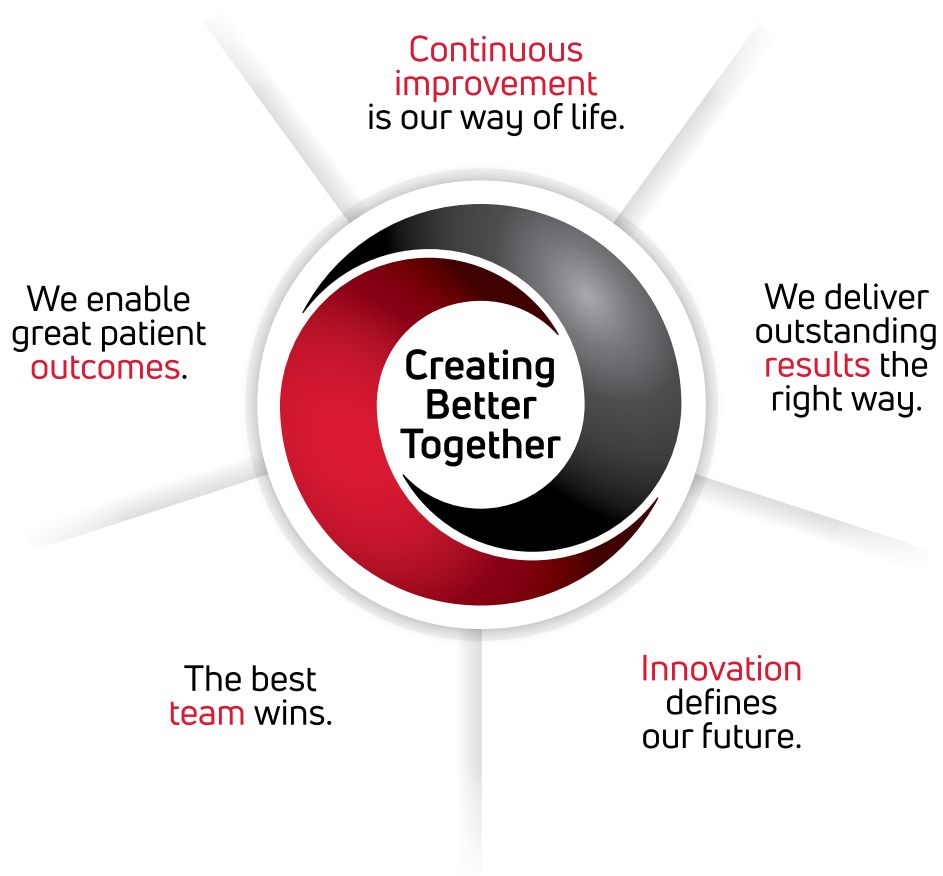 Continuous
improvement
is our way of life.
We enable
great patient
outcomes.
We deliver
outstanding
results the
right way.
Creating
Better
Together
The best
team wins.
Innovation
defines
our future.